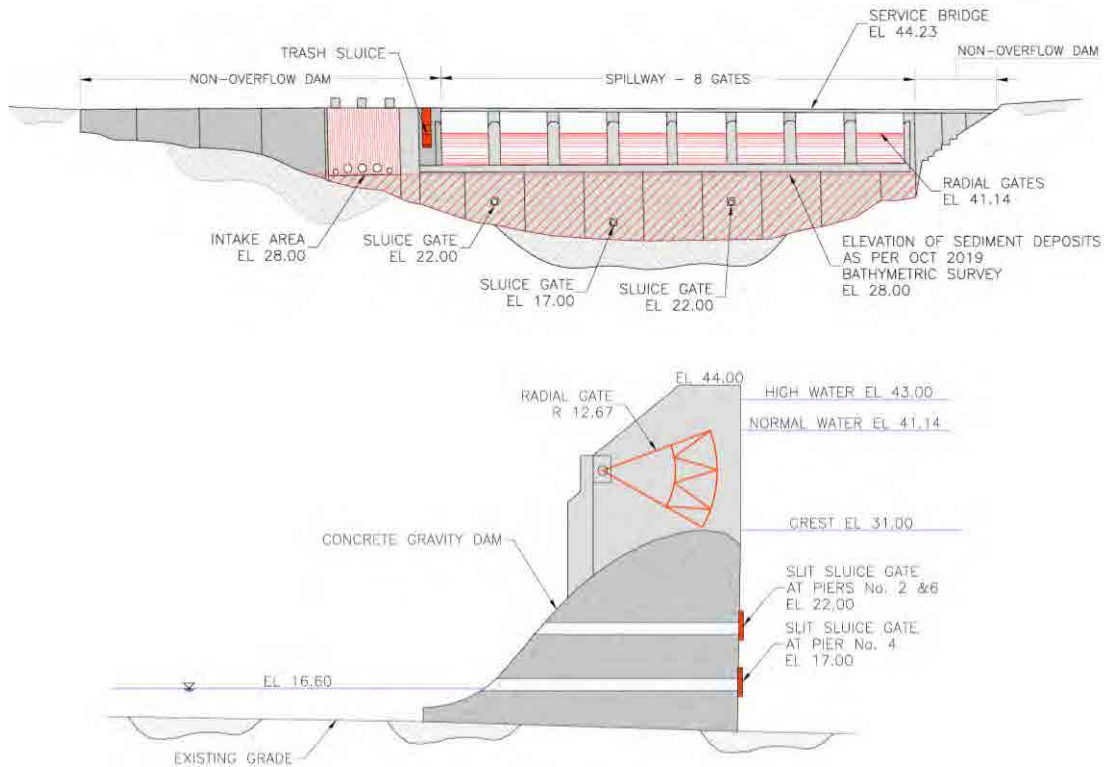 SERVICE BRIDGE
EL 44.23
TRASH SLUICE
NON-OVERFLOW DAM
NON-OVERFLOW DAM
SPILLWAY – 8 GATES
RADIAL GATES
EL 41.14
INTAKE AREA
EL 28.00
SLUICE GATE
EL 22.00
SLUICE GATE
EL 17.00
SLUICE GATE
EL 22.00
ELEVATION OF SEDIMENT DEPOSITS
AS PER OCT 2019
BATHYMETRIC SURVEY
EL 28.00
EL 44.00
RADIAL GATE
R 12.67
HIGH WATER EL 43.00
NORMAL WATER EL 41.14
CREST EL 31.00
CONCRETE GRAVITY DAM
SLIT SLUICE GATE
AT PIERS No. 2 &6
EL 22.00
SLIT SLUICE GATE
AT PIER No. 4
EL 17.00
EL 16.60
EXISTING GRADE